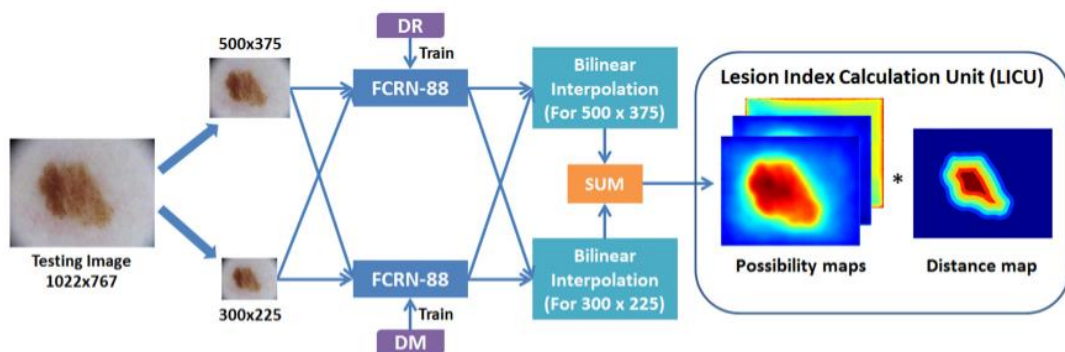 Testing Image
1022x767
500x375
300x225
DR
Train
FCRN-88
FCRN-88
Train
DM
Bilinear
Interpolation
(For 500 x 375)
SUM
Bilinear
Interpolation
(For 300 x 225)
Lesion Index Calculation Unit (LICU)
*
Possibility maps
Distance map